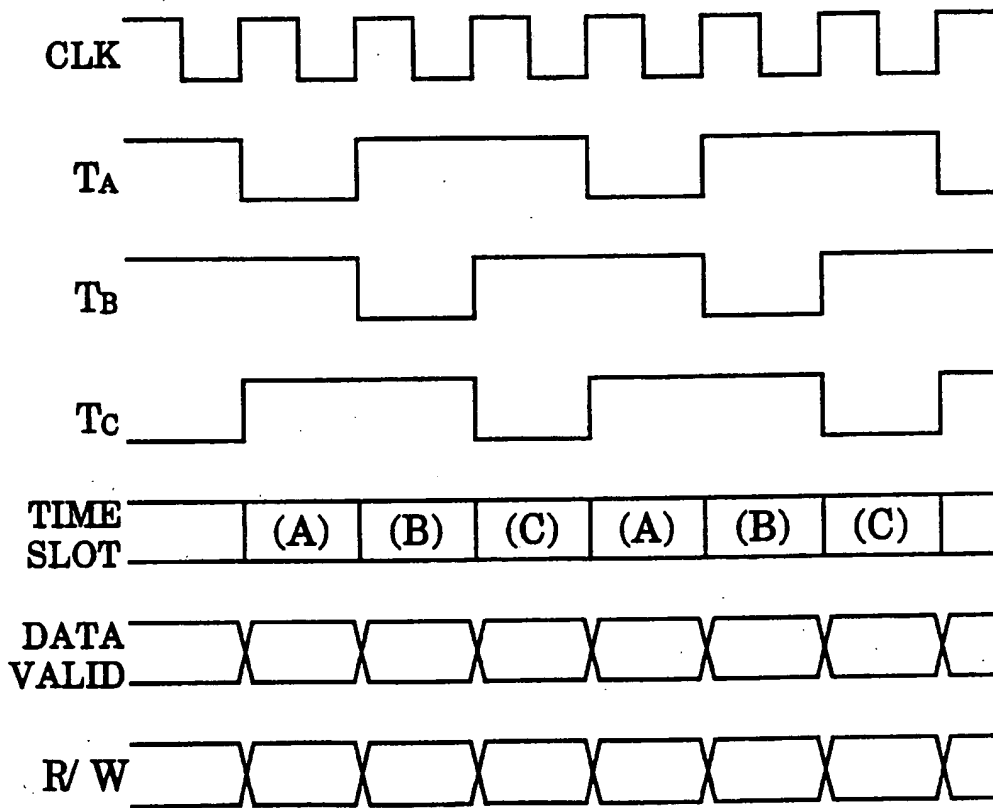 CLK
TA
TB
TC
TIME
SLOT
(A) (B) (C) (A) (B) (C)
DATA
VALID
R/ W